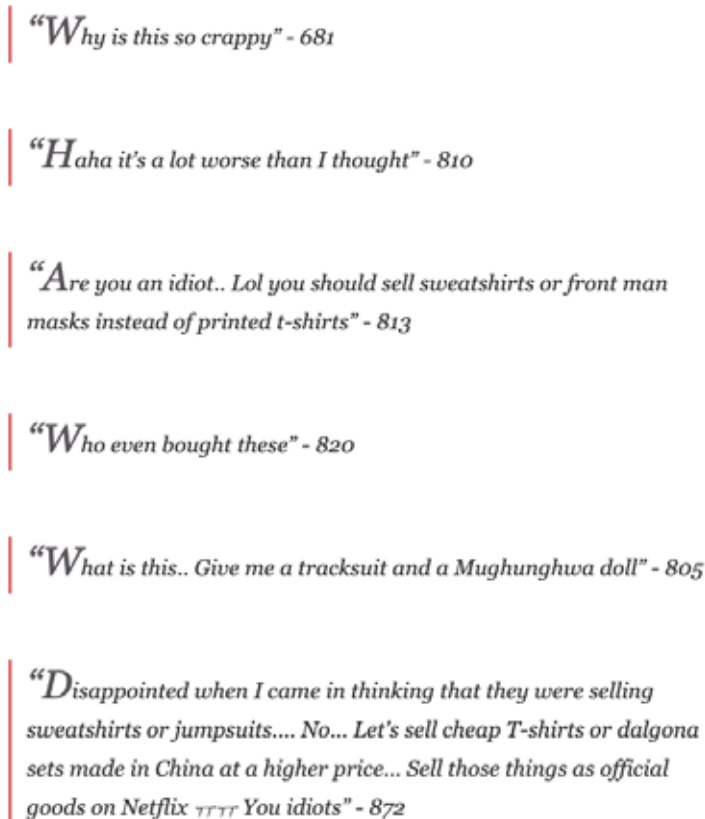 “Why is this so crappy” - 681
“Haha it’s a lot worse than I thought” - 810
“Are you an idiot.. Lol you should sell sweatshirts or front man
masks instead of printed t-shirts” - 813
“Who even bought these” - 820
“What is this.. Give me a tracksuit and a Mughunghwa doll” - 805
“Disappointed when I came in thinking that they were selling
sweatshirts or jumpsuits.... No... Let’s sell cheap T-shirts or dalgona
sets made in China at a higher price... Sell those things as official
goods on Netflix ㅠㅠ You idiots” - 872